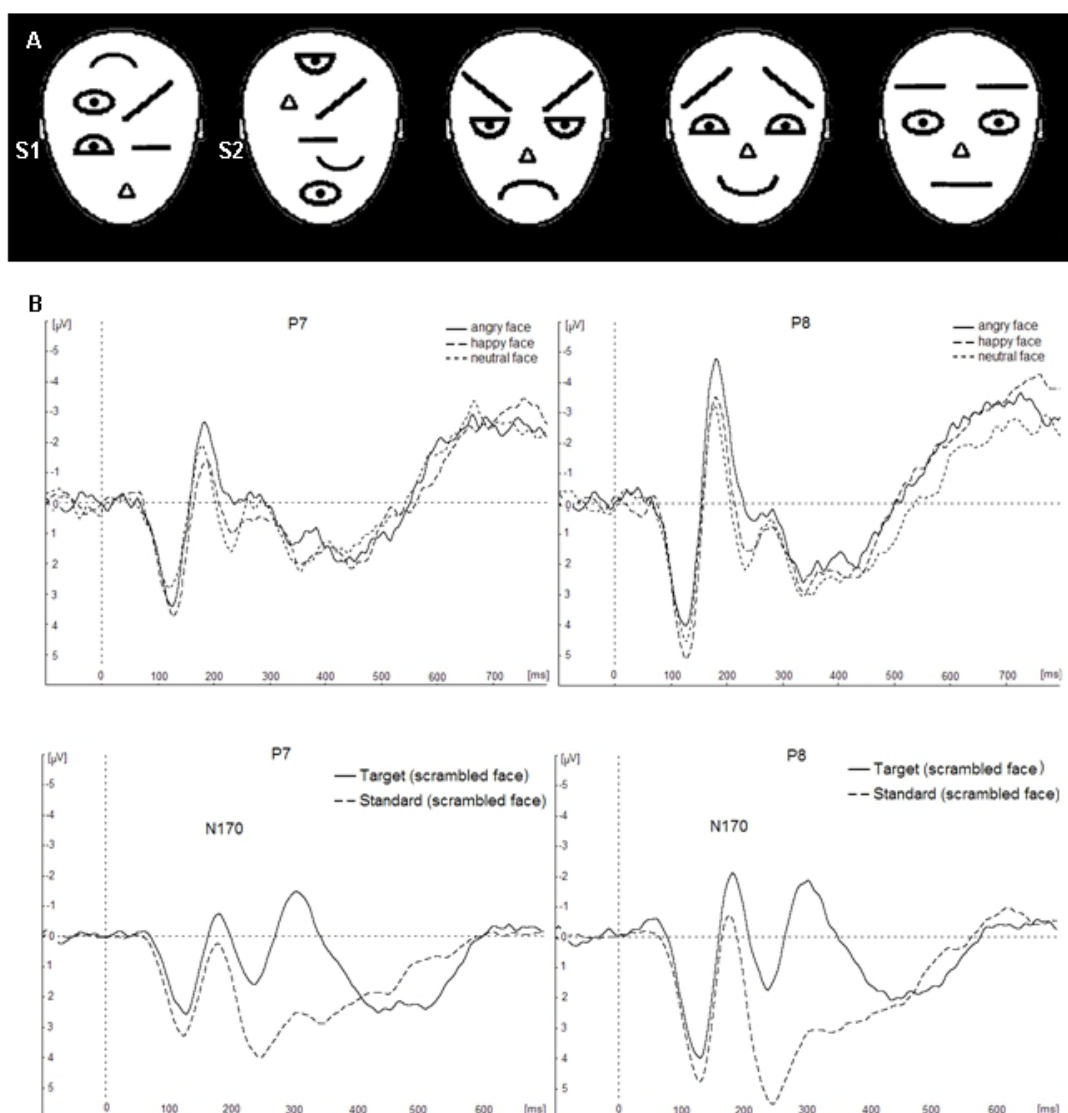 A
S1
S2
B
P7
[µV]
angry face
happy face
neutral face
-5
-4
-3
-2
-1
0
1
2
3
4
5
0
100
200
300
400
500
600
700
[ms]
P8
[µV]
angry face
happy face
neutral face
-5
-4
-3
-2
-1
0
1
2
3
4
5
0
100
200
300
400
500
600
700
[ms]
P7
[µV]
Target (scrambled face)
Standard (scrambled face)
N170
-5
-4
-3
-2
-1
0
1
2
3
4
5
0
100
200
300
400
500
600
[ms]
P8
[µV]
Target (scrambled face)
Standard (scrambled face)
N170
-5
-4
-3
-2
-1
0
1
2
3
4
5
0
100
200
300
400
500
600
[ms]